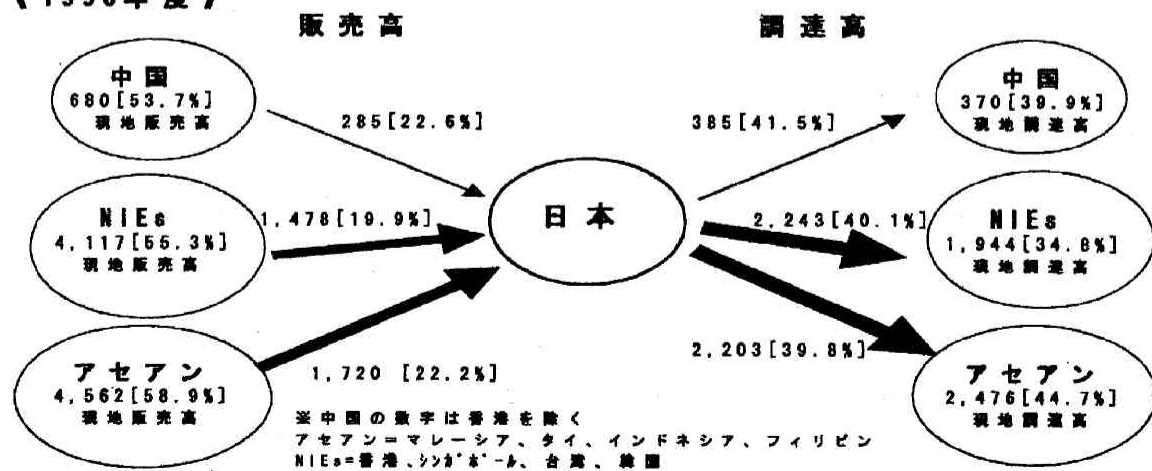 販売高
調達高
中国
680[53.7%]
現地販売高
285[22.6%]
385[41.5%]
中国
370[39.9%]
現地調達高
NIEs
4,117[55.3%]
現地販売高
1,478[19.9%]
日本
2,243[40.1%]
NIEs
1,944[34.8%]
現地調達高
アセアン
4,562[58.9%]
現地販売高
1,720 [22.2%]
2,203[39.8%]
アセアン
2,476[44.7%]
現地調達高
※中国の数字は香港を除く
アセアン=マレーシア、タイ、インドネシア、フィリピン
NIEs=香港、シンガポール、台湾、韓国